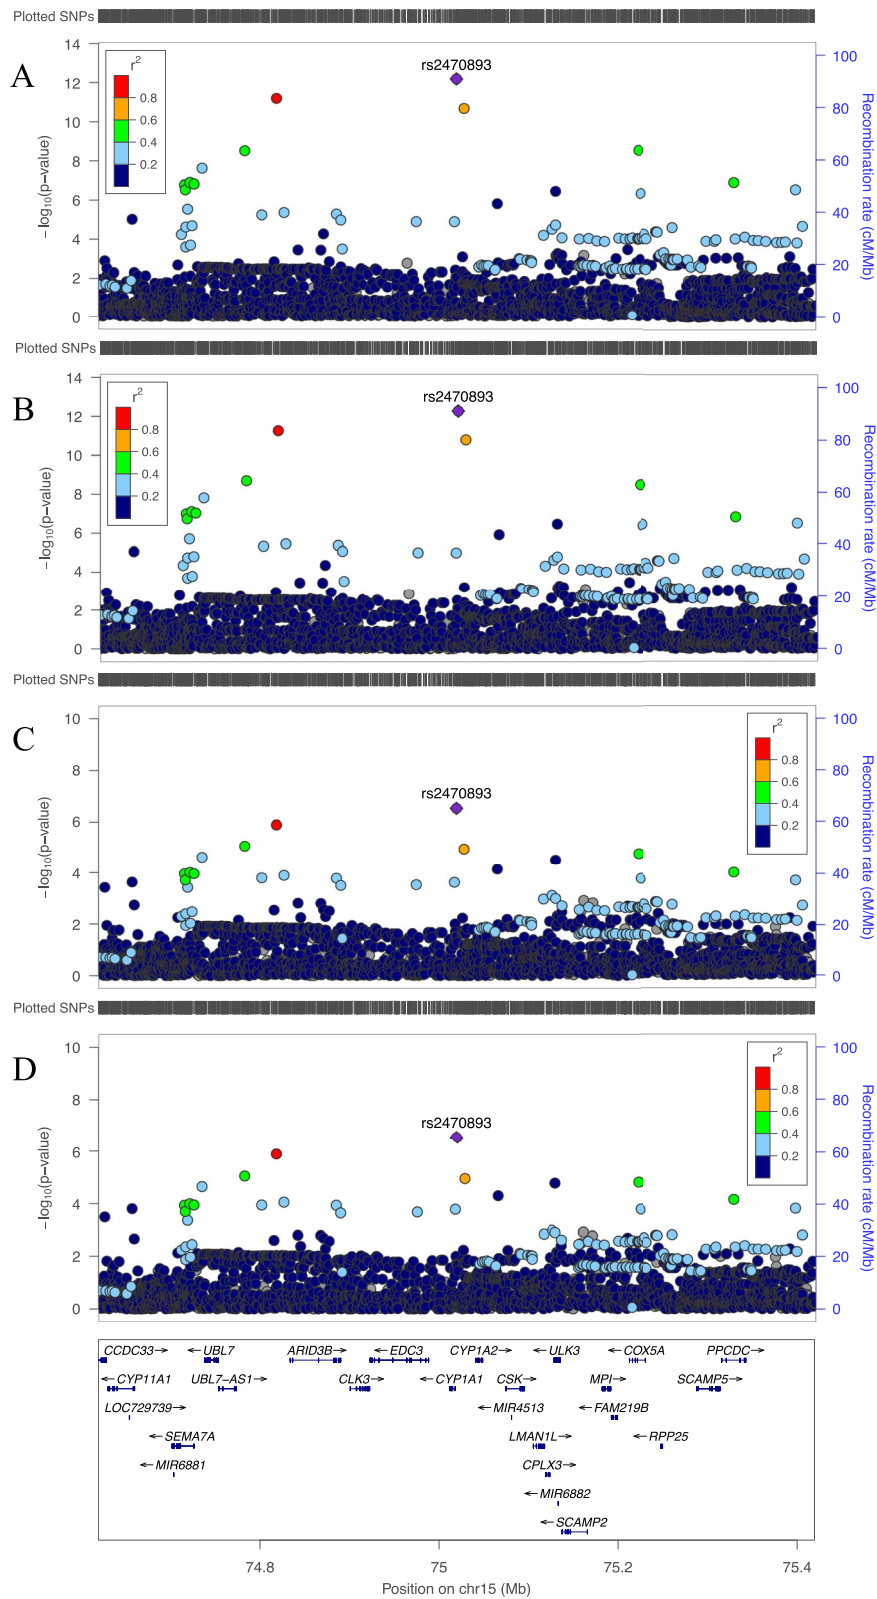 Plotted SNPs
A
rs2470893
r2
0.8
0.6
0.4
0.2
14
12
10
8
6
4
2
0
−log10(p−value)
100
80
60
40
20
0
Recombination rate (cM/Mb)
Plotted SNPs
B
rs2470893
r2
0.8
0.6
0.4
0.2
14
12
10
8
6
4
2
0
−log10(p−value)
100
80
60
40
20
0
Recombination rate (cM/Mb)
Plotted SNPs
C
rs2470893
r2
0.8
0.6
0.4
0.2
10
8
6
4
2
0
−log10(p−value)
100
80
60
40
20
0
Recombination rate (cM/Mb)
Plotted SNPs
D
rs2470893
r2
0.8
0.6
0.4
0.2
10
8
6
4
2
0
−log10(p−value)
100
80
60
40
20
0
Recombination rate (cM/Mb)
CCDC33→ ←UBL7 ARID3B→ ←EDC3 CYP1A2→ ←ULK3 ←COX5A PPCDC→
←CYP11A1 UBL7−AS1→ CLK3→ ←CYP1A1 CSK→ MPI→ SCAMP5→
LOC729739→ ←MIR4513 ←FAM219B
←SEMA7A LMAN1L→ ←RPP25
←MIR6881 CPLX3→
←MIR6882
←SCAMP2
74.8 75 75.2 75.4
Position on chr15 (Mb)